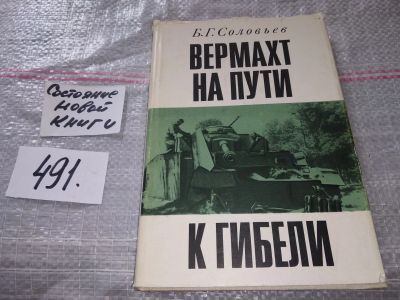 Состояние
новой
книги
491.
Б.Г.Соловьев
ВЕРМАХТ
НА ПУТИ
К ГИБЕЛИ